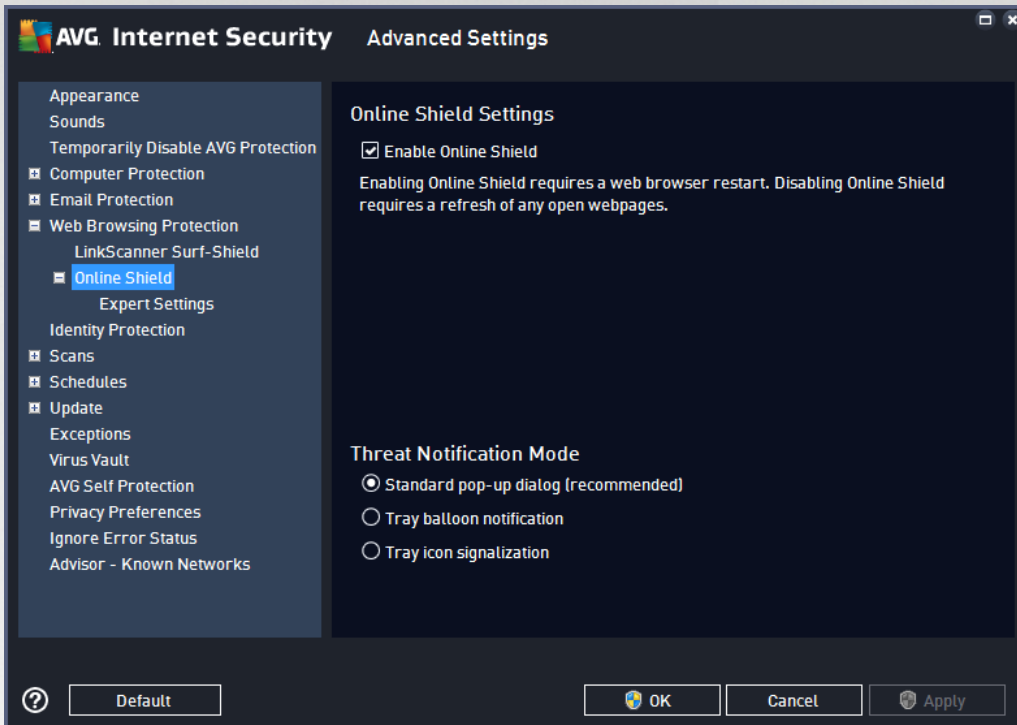 AVG. Internet Security Advanced Settings
Appearance
Sounds
Temporarily Disable AVG Protection
Computer Protection
Email Protection
Web Browsing Protection
LinkScanner Surf-Shield
Online Shield
Expert Settings
Identity Protection
Scans
Schedules
Update
Exceptions
Virus Vault
AVG Self Protection
Privacy Preferences
Ignore Error Status
Advisor - Known Networks
Online Shield Settings
Enable Online Shield
Enabling Online Shield requires a web browser restart. Disabling Online Shield
requires a refresh of any open webpages.
Threat Notification Mode
Standard pop-up dialog (recommended)
Tray balloon notification
Tray icon signalization
? Default OK Cancel Apply